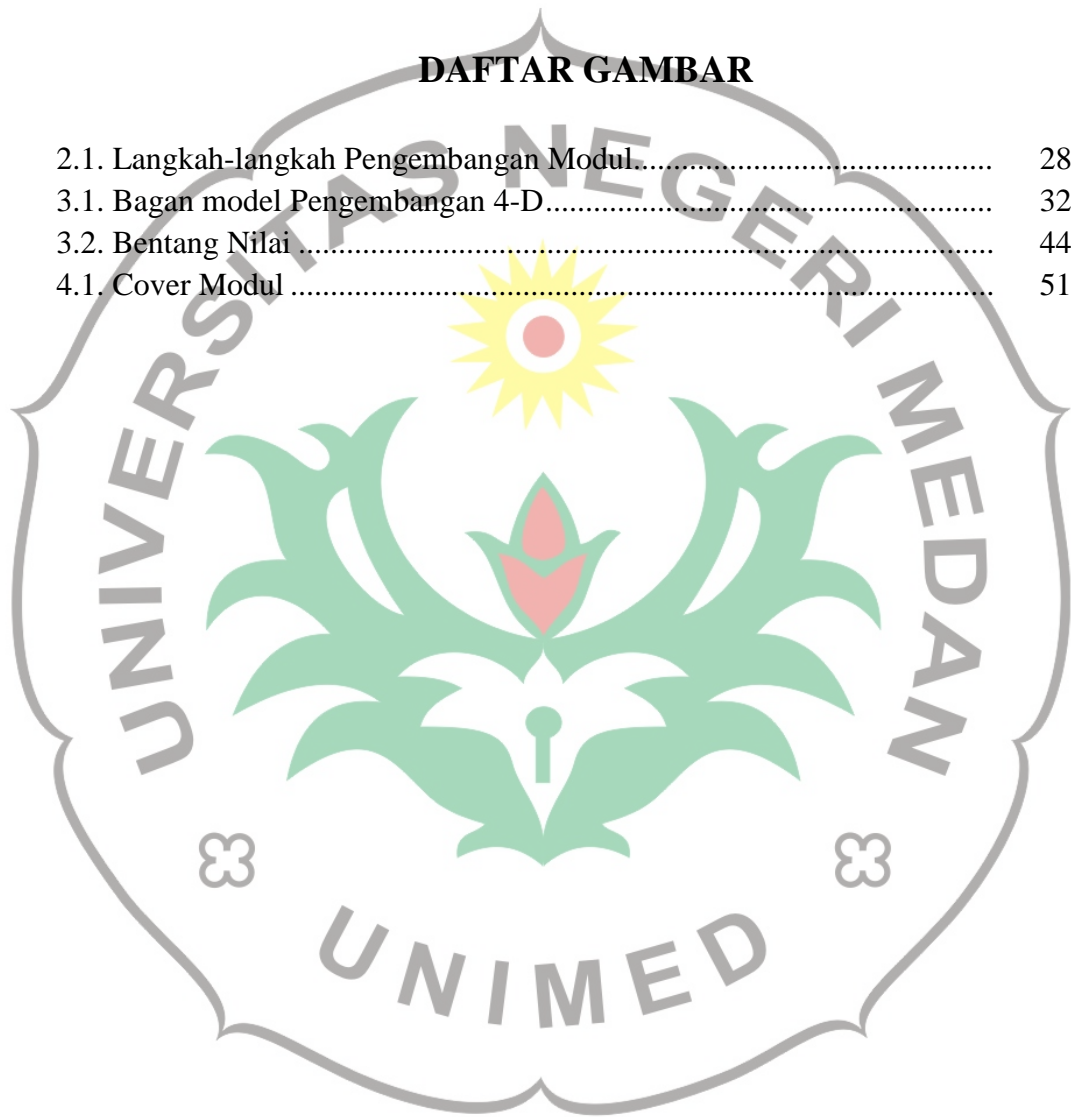 DAFTAR GAMBAR
2.1. Langkah-langkah Pengembangan Modul............................................. 28
3.1. Bagan model Pengembangan 4-D......................................................... 32
3.2. Bentang Nilai ........................................................................................ 44
4.1. Cover Modul ......................................................................................... 51
UNIVERSITAS NEGERI MEDAN
UNIMED